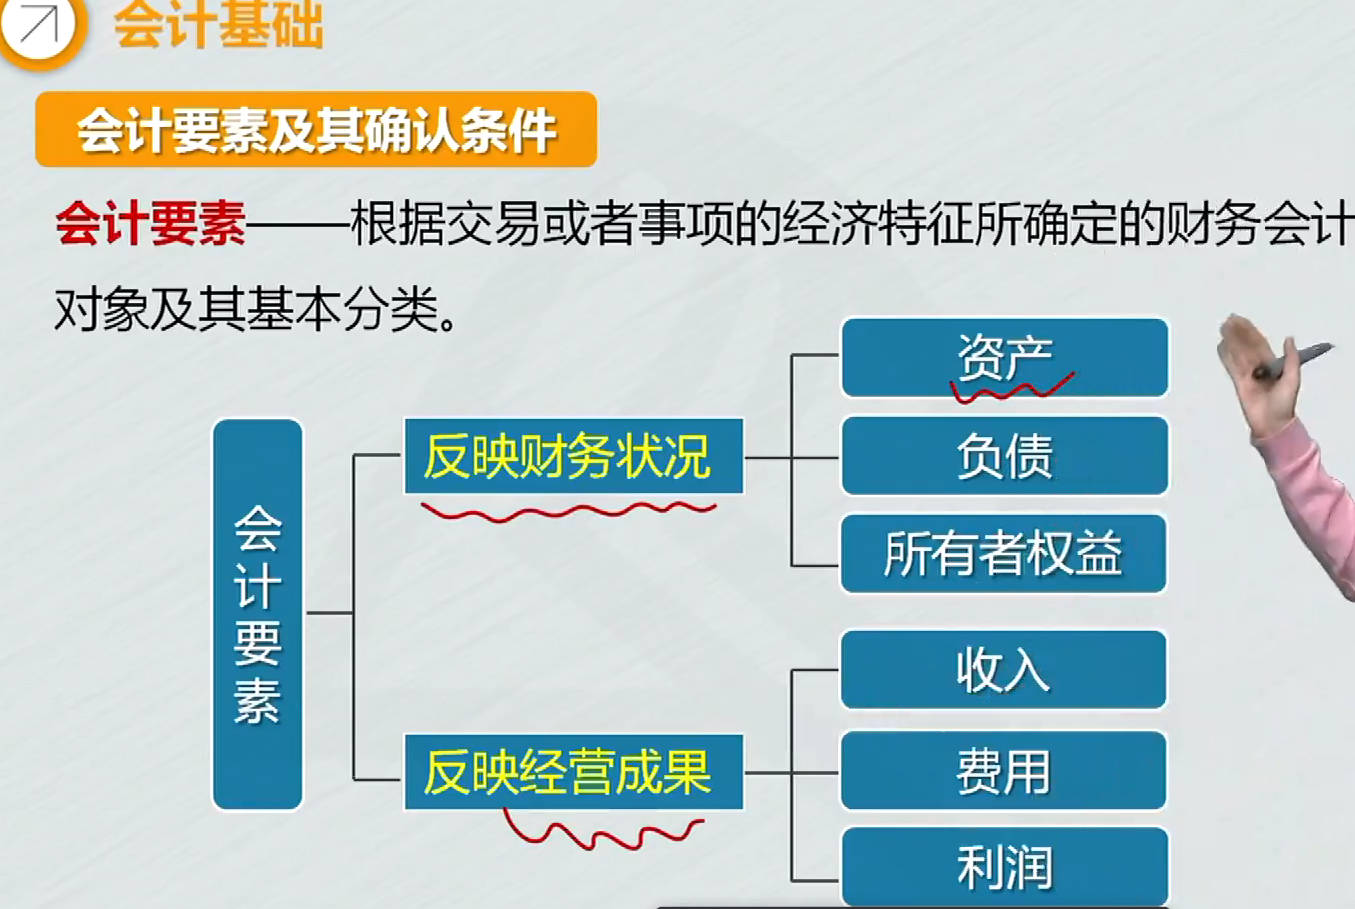 会计基础
会计要素及其确认条件
会计要素——根据交易或者事项的经济特征所确定的财务会计
对象及其基本分类。
会计要素
反映财务状况
资产
负债
所有者权益
反映经营成果
收入
费用
利润